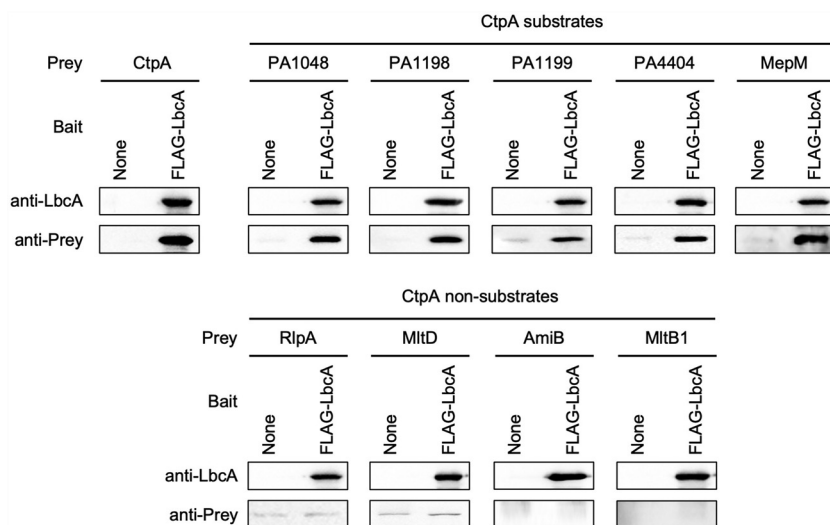 CtpA substrates
Prey CtpA PA1048 PA1198 PA1199 PA4404 MepM
Bait None FLAG-LbcA None FLAG-LbcA None FLAG-LbcA None FLAG-LbcA None FLAG-LbcA None FLAG-LbcA
anti-LbcA
anti-Prey
CtpA non-substrates
Prey RlpA MltD AmiB MltB1
Bait None FLAG-LbcA None FLAG-LbcA None FLAG-LbcA None FLAG-LbcA
anti-LbcA
anti-Prey